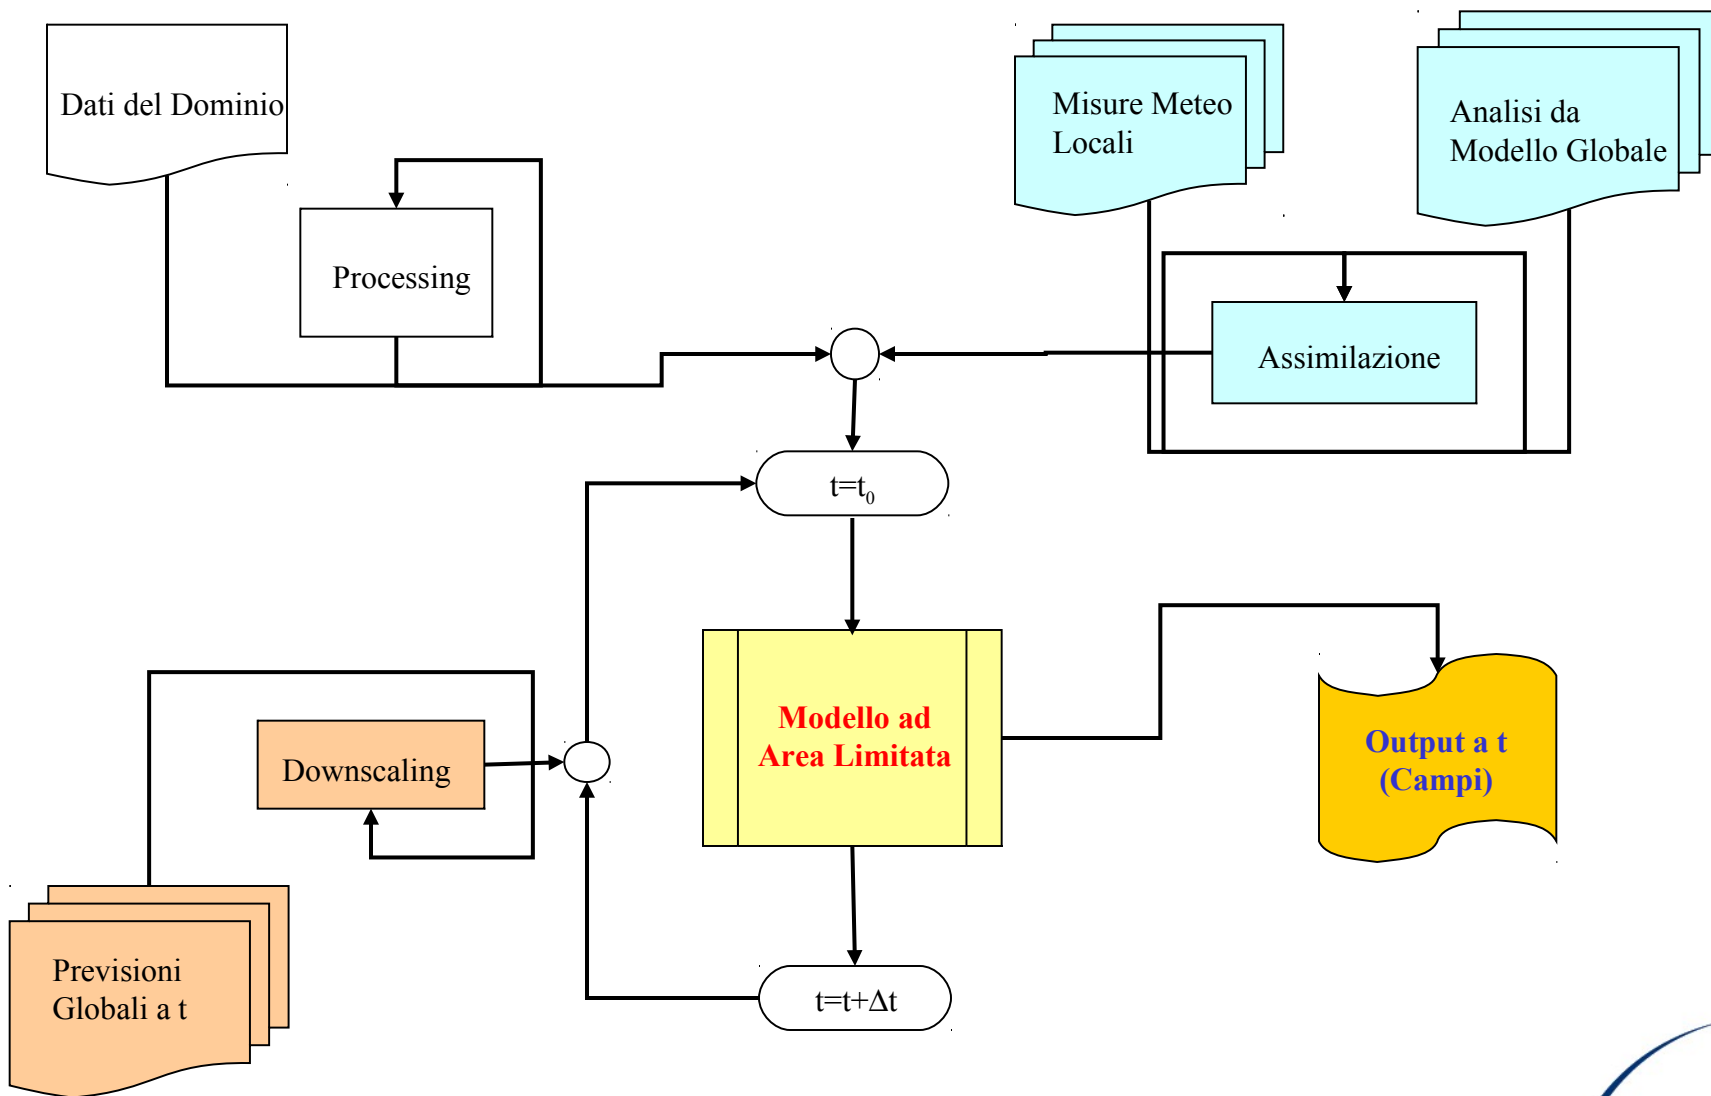 Dati del Dominio
Misure Meteo
Locali
Analisi da
Modello Globale
Processing
Assimilazione
t=t₀
Modello ad
Area Limitata
Output a t
(Campi)
Downscaling
Previsioni
Globali a t
t=t+Δt